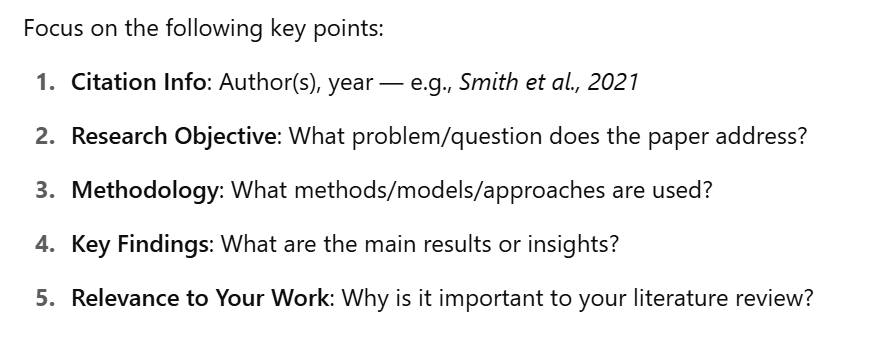 Focus on the following key points:
1. Citation Info: Author(s), year — e.g., Smith et al., 2021
2. Research Objective: What problem/question does the paper address?
3. Methodology: What methods/models/approaches are used?
4. Key Findings: What are the main results or insights?
5. Relevance to Your Work: Why is it important to your literature review?